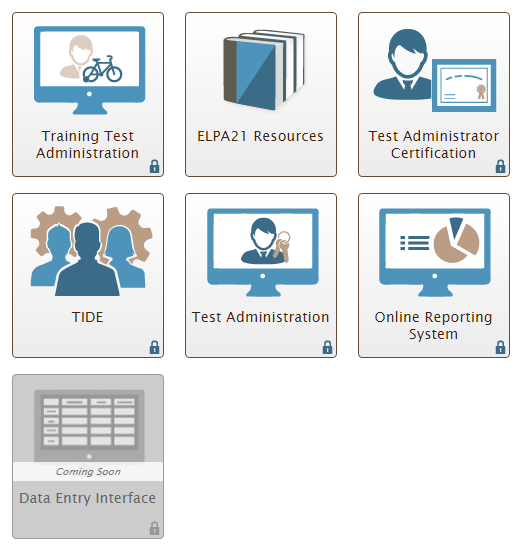 Training Test
Administration
ELPA21 Resources
Test Administrator
Certification
TIDE
Test Administration
Online Reporting
System
Coming Soon
Data Entry Interface